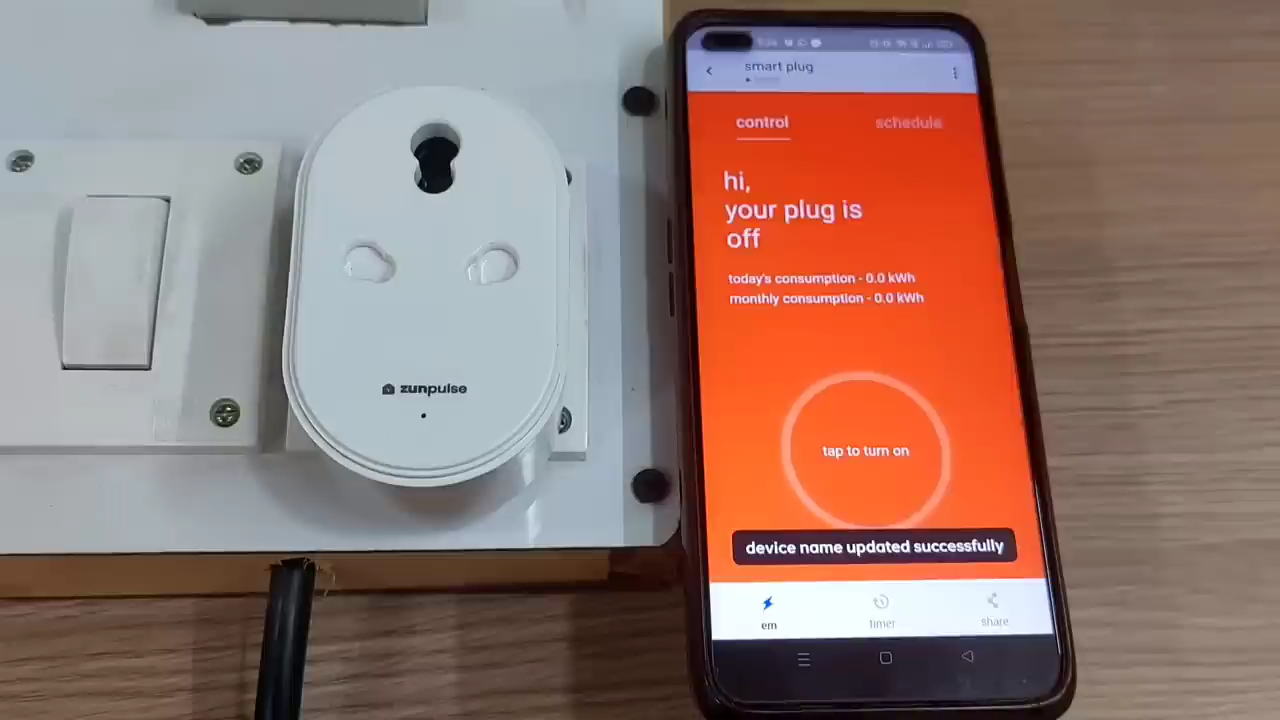 zunpulse
smart plug
control
schedule
hi,
your plug is
off
today's consumption - 0.0 kWh
monthly consumption - 0.0 kWh
tap to turn on
device name updated successfully
em
timer
share